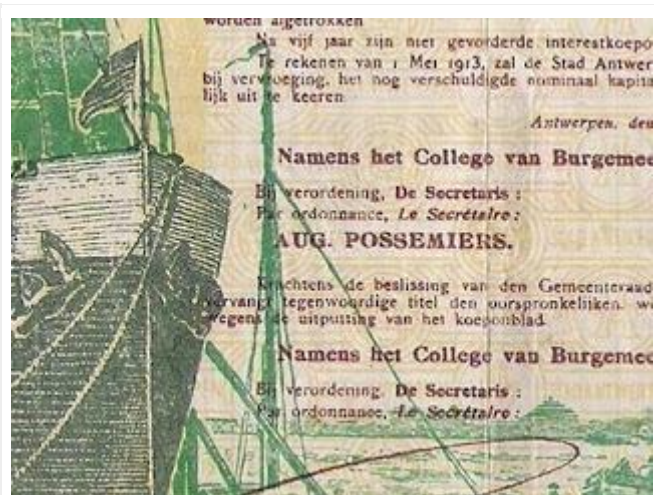 worden afgetrokken
Na vijf jaar zijn niet gevorderde interestkoepo
Te rekenen van 1 Mei 1913, zal de Stad Antwer
bij vervroeging, het nog verschuldigde nominaal kapita
lijk uit te keeren
Antwerpen, den
Namens het College van Burgemee
Bij verordening, De Secretaris :
Par ordonnance, Le Secrétaire :
AUG. POSSEMIERS.
Krachtens de beslissing van den Gemeenteraad
vervangt tegenwoordige titel den oorspronkelijken, w
wegens de uitputting van het koeponblad.
Namens het College van Burgemee
Bij verordening, De Secretaris :
Par ordonnance, Le Secrétaire :